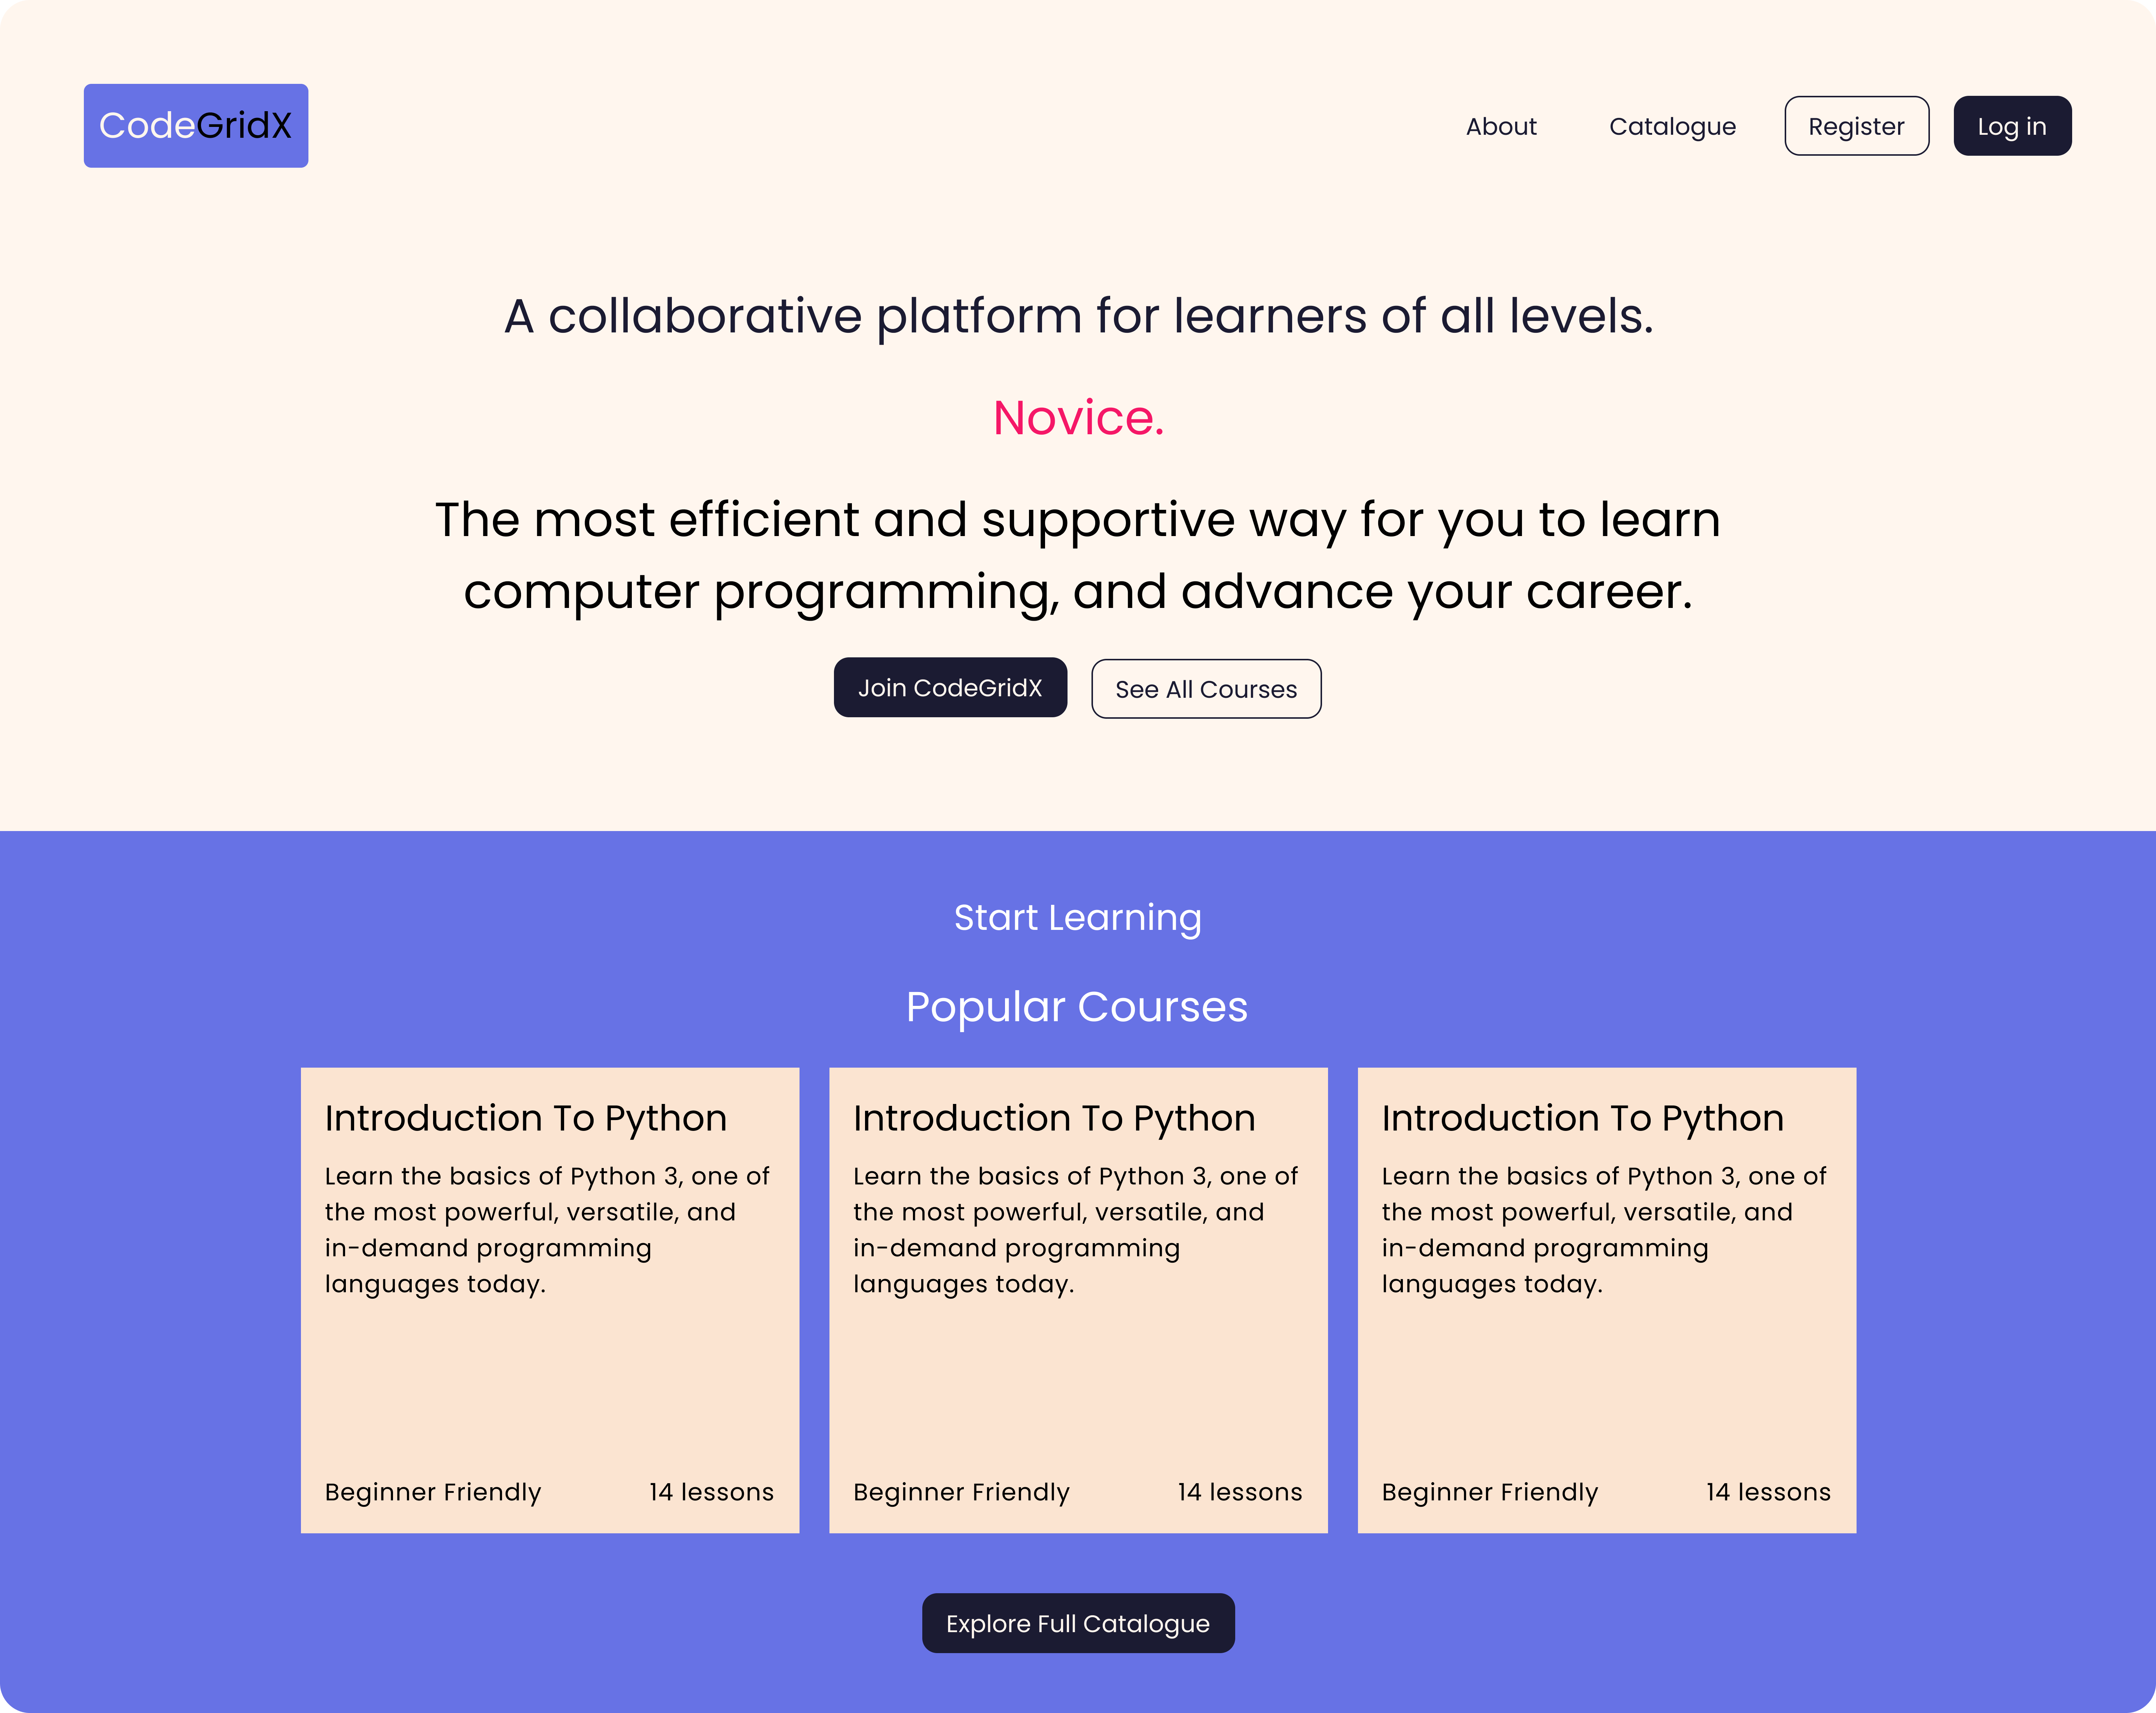 CodeGridX
About
Catalogue
Register
Log in
A collaborative platform for learners of all levels.
Novice.
The most efficient and supportive way for you to learn
computer programming, and advance your career.
Join CodeGridX
See All Courses
Start Learning
Popular Courses
Introduction To Python
Learn the basics of Python 3, one of
the most powerful, versatile, and
in-demand programming
languages today.
Beginner Friendly
14 lessons
Introduction To Python
Learn the basics of Python 3, one of
the most powerful, versatile, and
in-demand programming
languages today.
Beginner Friendly
14 lessons
Introduction To Python
Learn the basics of Python 3, one of
the most powerful, versatile, and
in-demand programming
languages today.
Beginner Friendly
14 lessons
Explore Full Catalogue